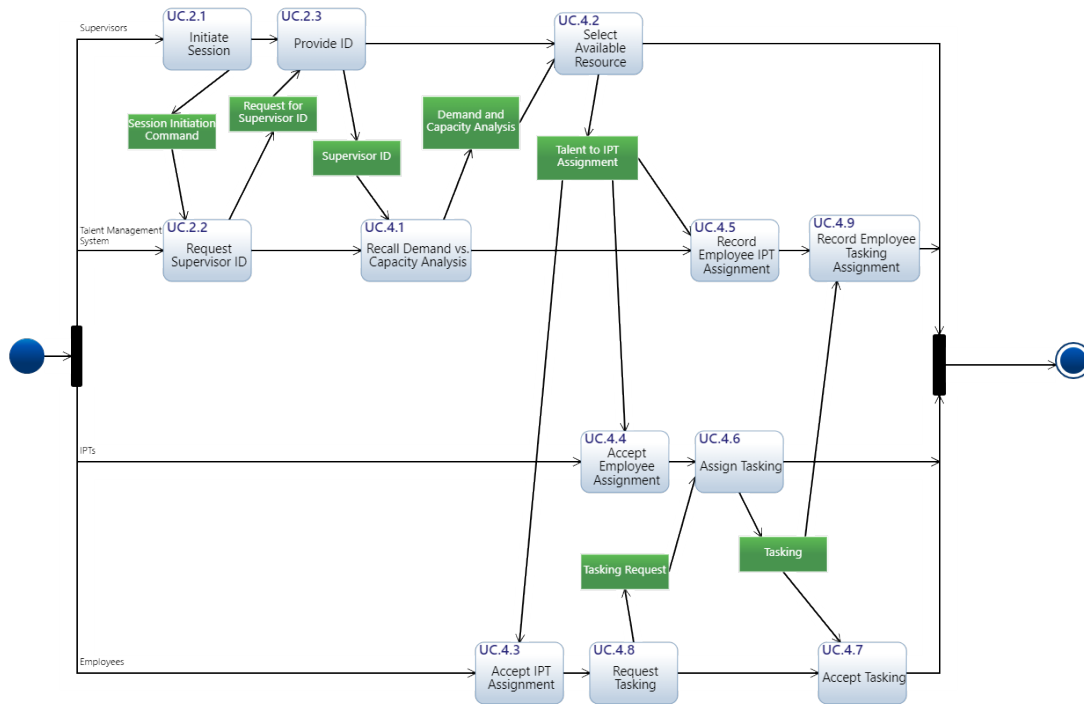 Supervisors
UC.2.1
Initiate
Session
UC.2.3
Provide ID
UC.4.2
Select
Available
Resource
Session Initiation
Command
Request for
Supervisor ID
Supervisor ID
Demand and
Capacity Analysis
Talent to IPT
Assignment
Talent Management
System
UC.2.2
Request
Supervisor ID
UC.4.1
Recall Demand vs.
Capacity Analysis
UC.4.5
Record
Employee IPT
Assignment
UC.4.9
Record Employee
Tasking
Assignment
IPTs
UC.4.4
Accept
Employee
Assignment
UC.4.6
Assign Tasking
Tasking Request
Tasking
Employees
UC.4.3
Accept IPT
Assignment
UC.4.8
Request
Tasking
UC.4.7
Accept Tasking